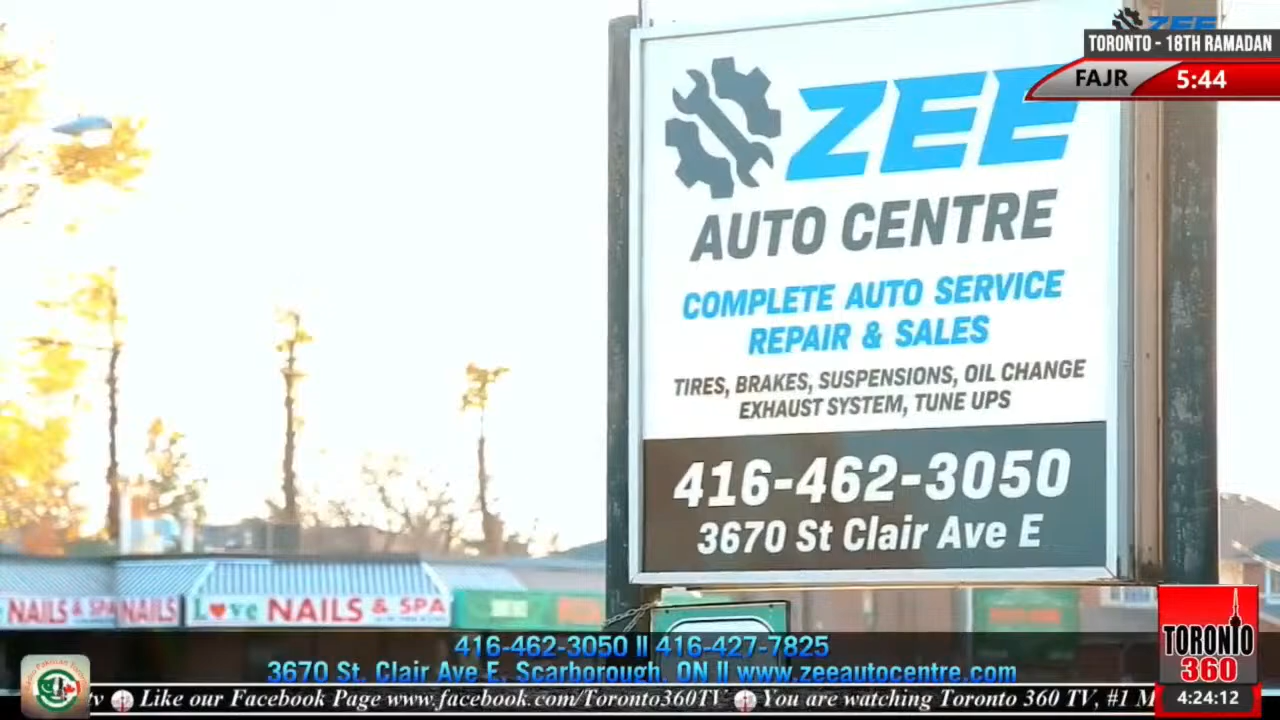 ZEE
TORONTO - 18TH RAMADAN
FAJR 5:44
ZEE
AUTO CENTRE
COMPLETE AUTO SERVICE
REPAIR & SALES
TIRES, BRAKES, SUSPENSIONS, OIL CHANGE
EXHAUST SYSTEM, TUNE UPS
416-462-3050
3670 St Clair Ave E
NAILS & SPA NAILS
Love NAILS & SPA
416-462-3050 II 416-427-7825
3670 St. Clair Ave E, Scarborough, ON II www.zeeautocentre.com
TORONTO
360
4:24:12
tv Like our Facebook Page www.facebook.com/Toronto360TV You are watching Toronto 360 TV, #1 M